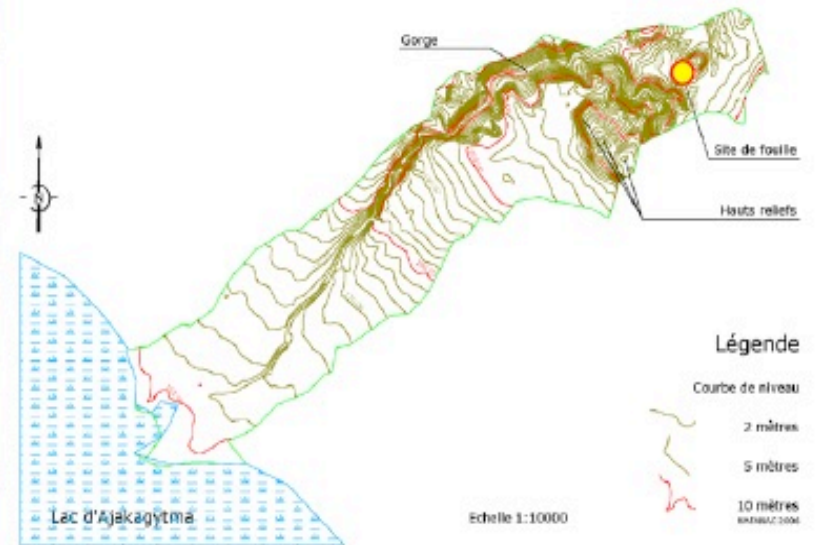 Gorge
Site de fouille
Hauts reliefs
Légende
Courbe de niveau
2 mètres
5 mètres
10 mètres
Lac d'Ajakagytma
Echelle 1:10000